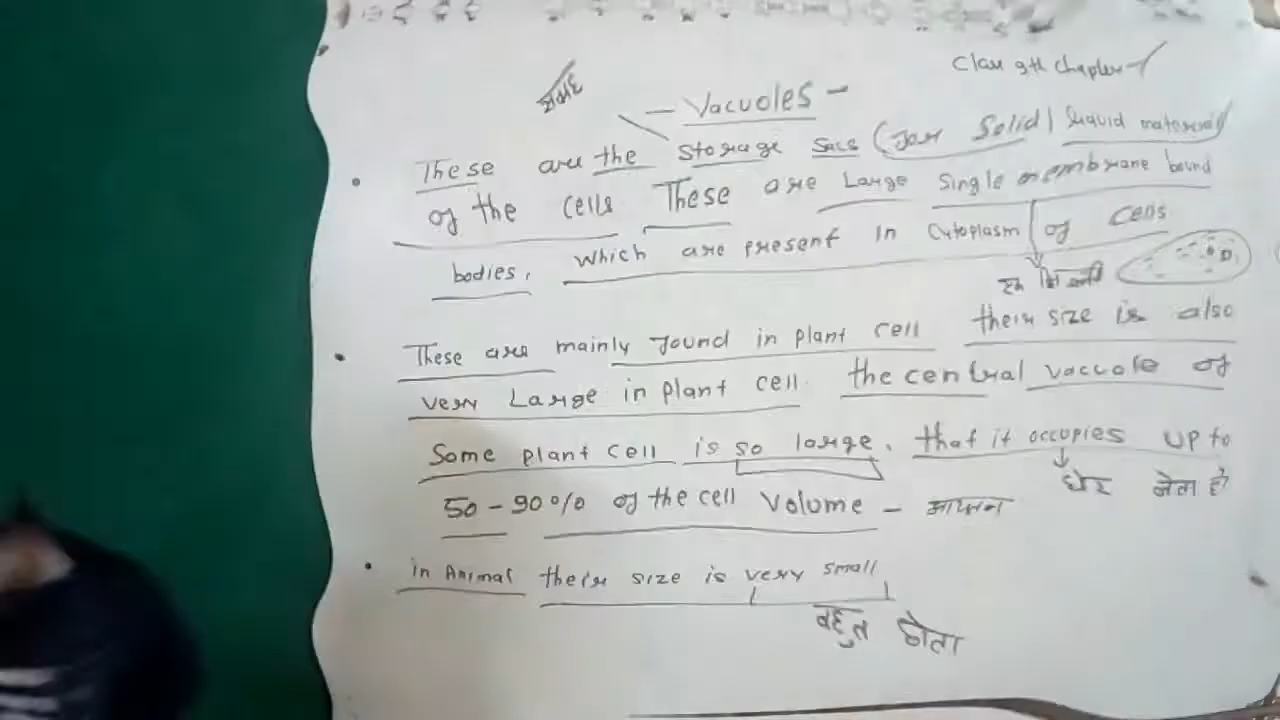 Class 9th Chapter
- Vacuoles -
These are the storage sacs (for Solid / liquid materials)
of the cells These are Large Single membrane bound
bodies, which are present in Cytoplasm of cells
एक
These are mainly found in plant cell their size is also
very Large in plant cell. the central vacuole of
Some plant cell is so large, that it occupies up to
घेर लेता है
50 - 90% of the cell volume - आयतन
in Animal their size is very small
बहुत छोटा